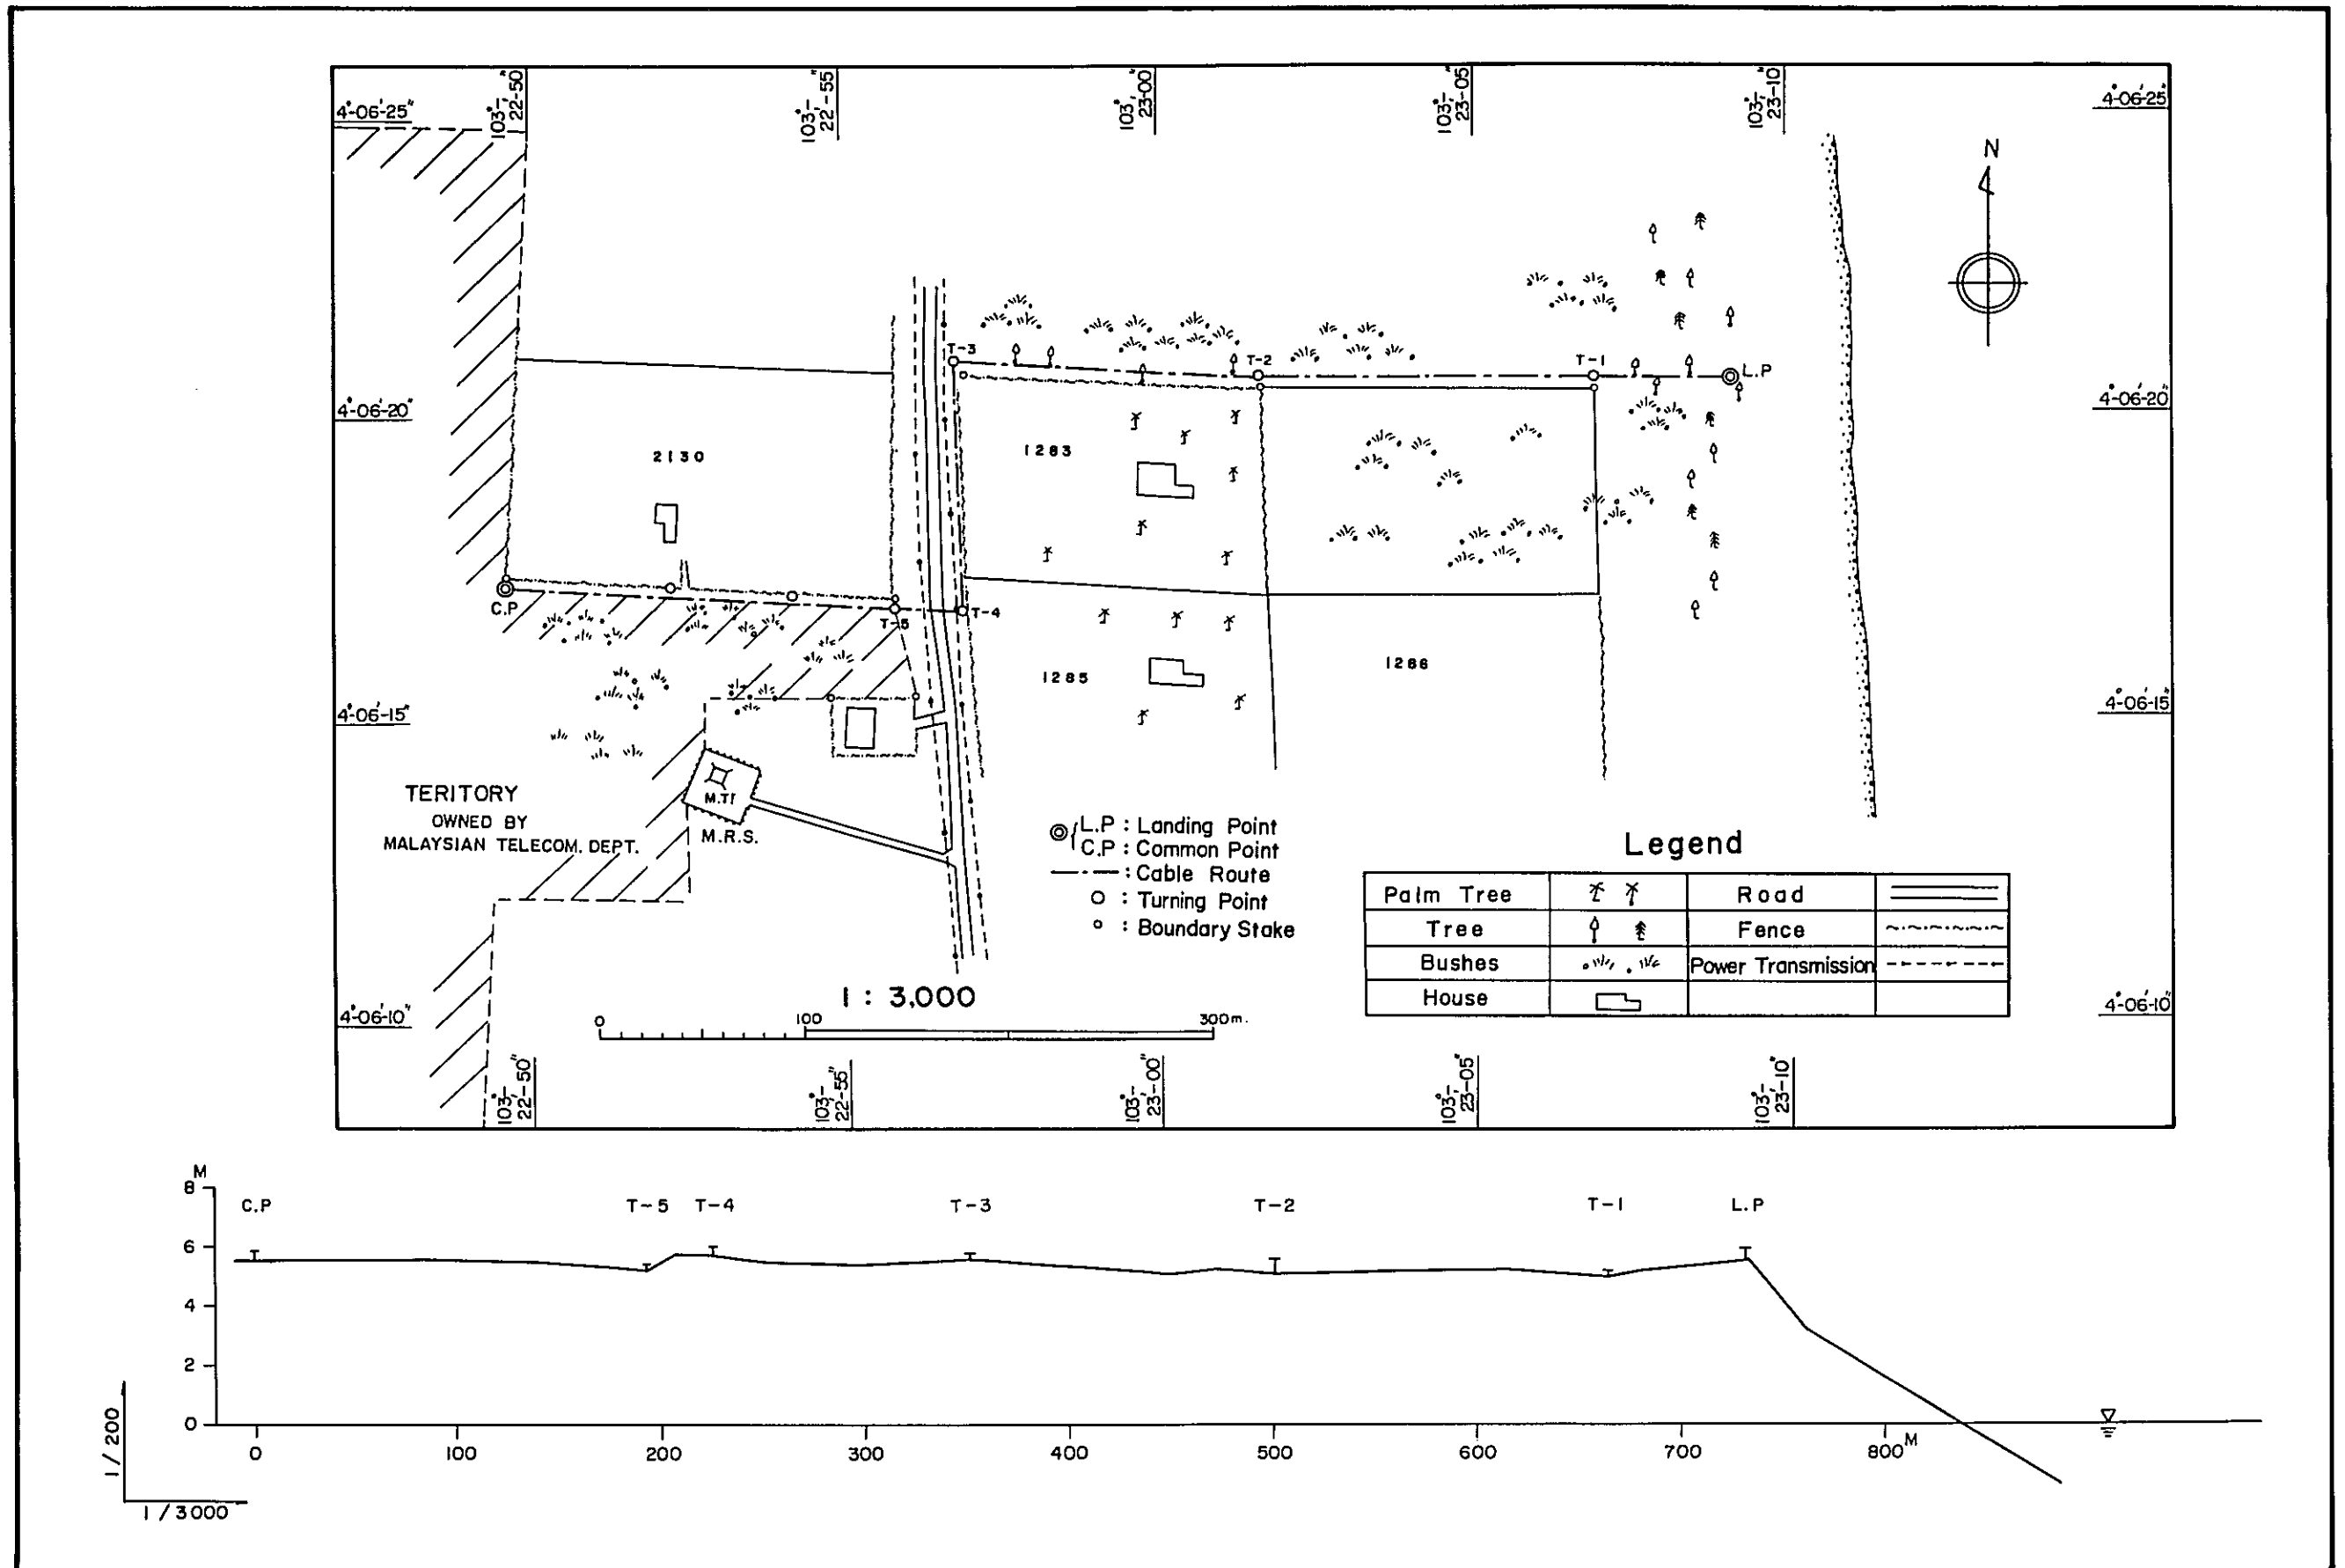 103°-22'-50"
103°-22'-55"
103°, 23'-00"
103°-23'-05"
103°-23'-10"
4°-06'-25"
4°-06'-25"
N
T-3
T-2
T-1
L.P
4°-06'-20"
4°-06'-20"
2130
1283
C.P
T-5
T-4
1285
1286
4°-06'-15"
4°-06'-15"
TERITORY
OWNED BY
MALAYSIAN TELECOM. DEPT.
M.TI
M.R.S.
L.P : Landing Point
C.P : Common Point
: Cable Route
: Turning Point
: Boundary Stake
Legend
Palm Tree Road
Tree Fence
Bushes Power Transmission
House
1 : 3,000
0 100 300m.
4°-06'-10"
4°-06'-10"
103°-22'-50"
103°-22'-55"
103°-23'-00"
103°-23'-05"
103°-23'-10"
M
8
6
4
2
0
C.P T-5 T-4 T-3 T-2 T-1 L.P
0 100 200 300 400 500 600 700 800M
1/200
1/3000